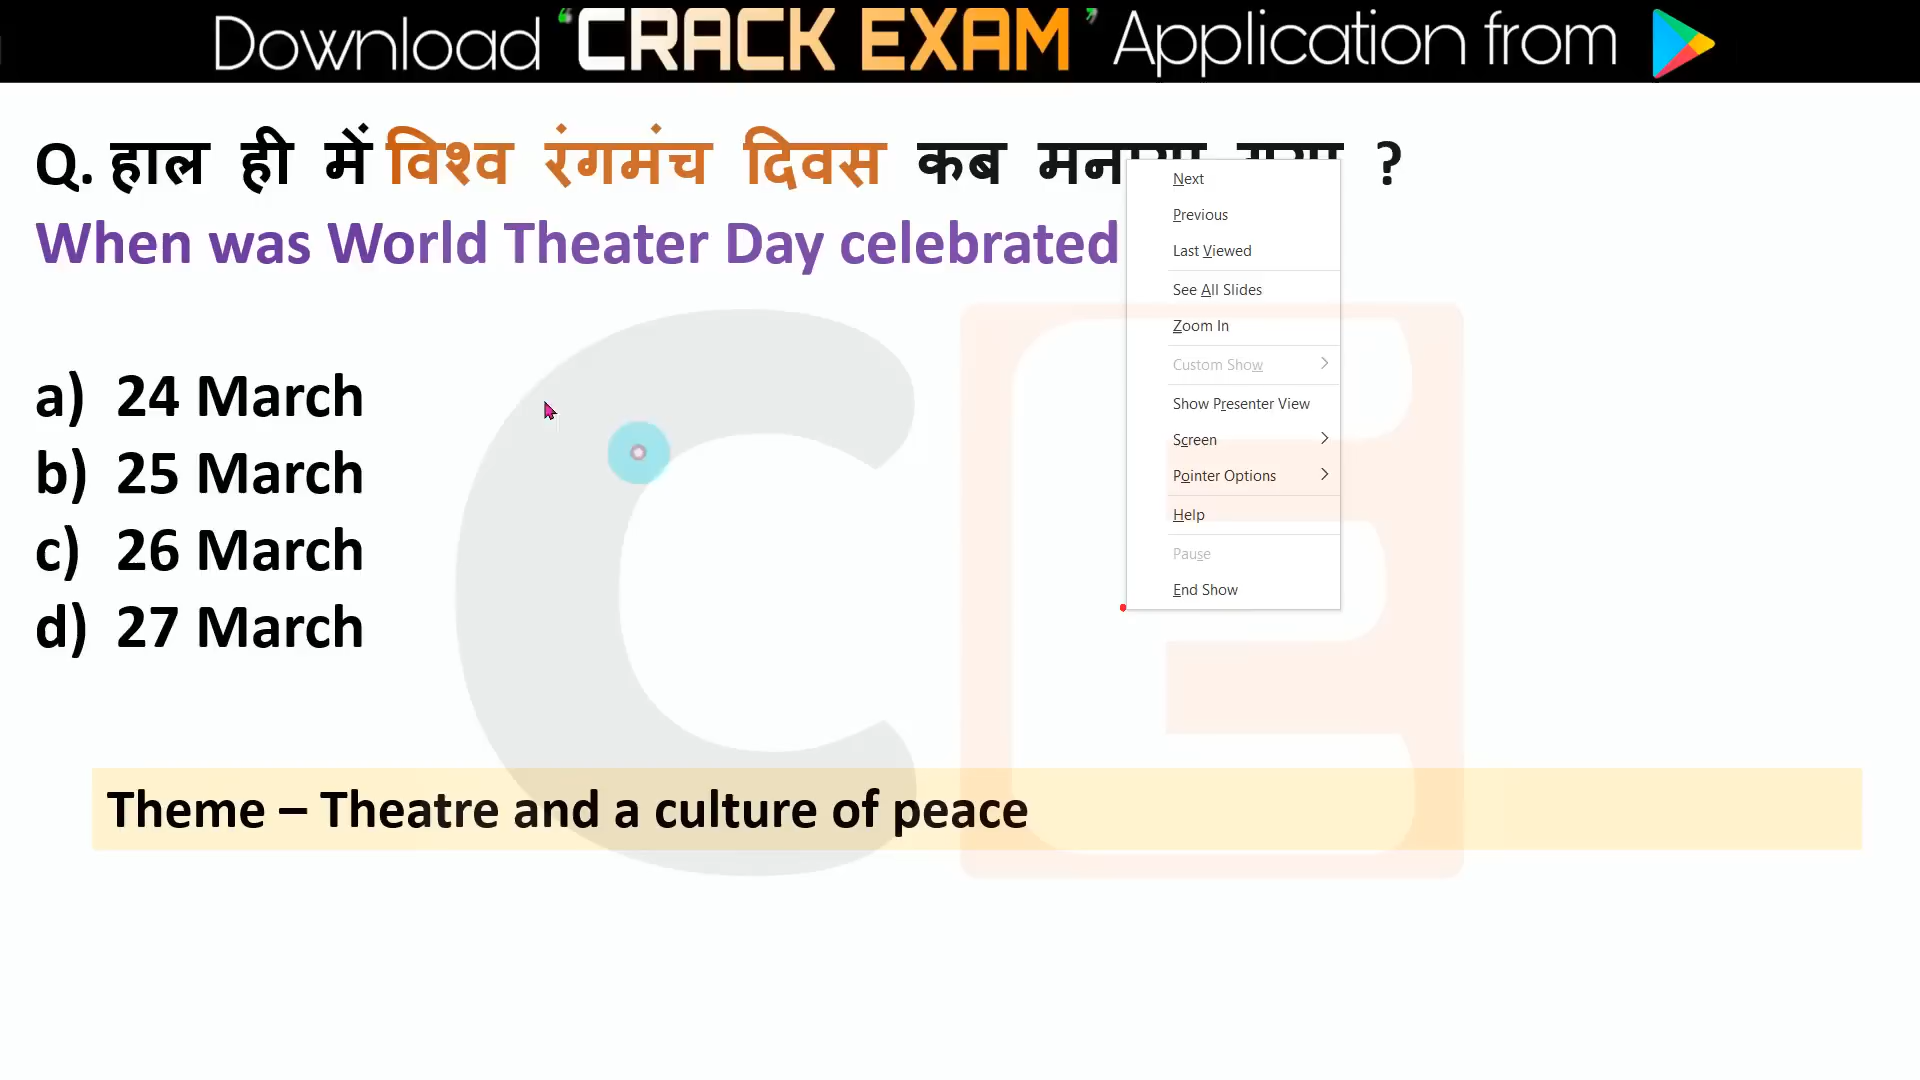 Download ‘CRACK EXAM’ Application from
Q. हाल ही में विश्व रंगमंच दिवस कब ?
When was World Theater Day celebrated
a) 24 March
b) 25 March
c) 26 March
d) 27 March
Theme – Theatre and a culture of peace
Next
Previous
Last Viewed
See All Slides
Zoom In
Custom Show
Show Presenter View
Screen
Pointer Options
Help
Pause
End Show
CE